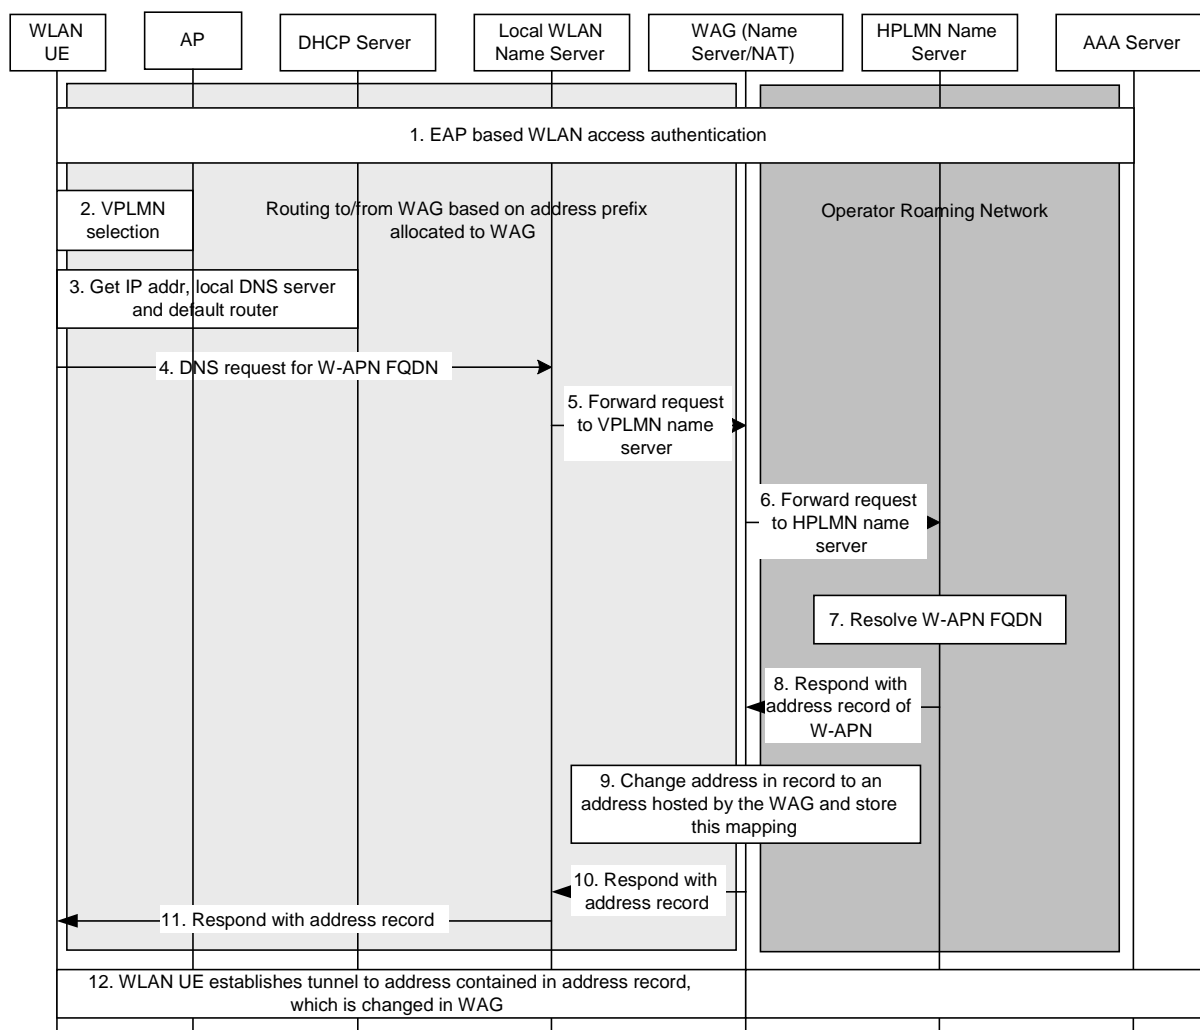 WLAN
UE
AP
DHCP Server
Local WLAN
Name Server
WAG (Name
Server/NAT)
HPLMN Name
Server
AAA Server
1. EAP based WLAN access authentication
2. VPLMN
selection
Routing to/from WAG based on address prefix
allocated to WAG
Operator Roaming Network
3. Get IP addr, local DNS server
and default router
4. DNS request for W-APN FQDN
5. Forward request
to VPLMN name
server
6. Forward request
to HPLMN name
server
7. Resolve W-APN FQDN
8. Respond with
address record of
W-APN
9. Change address in record to an
address hosted by the WAG and store
this mapping
10. Respond with
address record
11. Respond with address record
12. WLAN UE establishes tunnel to address contained in address record,
which is changed in WAG